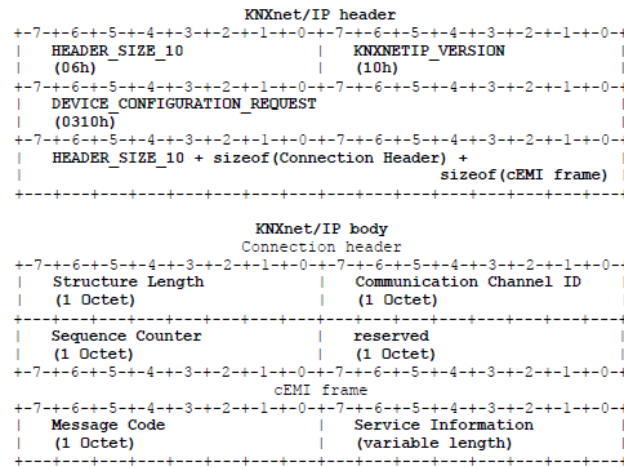 KNXnet/IP header
+-7-+-6-+-5-+-4-+-3-+-2-+-1-+-0-+-7-+-6-+-5-+-4-+-3-+-2-+-1-+-0-+
| HEADER_SIZE_10 | KNXNETIP_VERSION |
| (06h) | (10h) |
+-7-+-6-+-5-+-4-+-3-+-2-+-1-+-0-+-7-+-6-+-5-+-4-+-3-+-2-+-1-+-0-+
| DEVICE_CONFIGURATION_REQUEST |
| (0310h) |
+-7-+-6-+-5-+-4-+-3-+-2-+-1-+-0-+-7-+-6-+-5-+-4-+-3-+-2-+-1-+-0-+
| HEADER_SIZE_10 + sizeof(Connection Header) + |
| sizeof(cEMI frame) |
+---+---+---+---+---+---+---+---+---+---+---+---+---+---+---+---+
KNXnet/IP body
Connection header
+-7-+-6-+-5-+-4-+-3-+-2-+-1-+-0-+-7-+-6-+-5-+-4-+-3-+-2-+-1-+-0-+
| Structure Length | Communication Channel ID |
| (1 Octet) | (1 Octet) |
+---+---+---+---+---+---+---+---+---+---+---+---+---+---+---+---+
| Sequence Counter | reserved |
| (1 Octet) | (1 Octet) |
+-7-+-6-+-5-+-4-+-3-+-2-+-1-+-0-+-7-+-6-+-5-+-4-+-3-+-2-+-1-+-0-+
cEMI frame
+-7-+-6-+-5-+-4-+-3-+-2-+-1-+-0-+-7-+-6-+-5-+-4-+-3-+-2-+-1-+-0-+
| Message Code | Service Information |
| (1 Octet) | (variable length) |
+---+---+---+---+---+---+---+---+---+---+---+---+---+---+---+---+